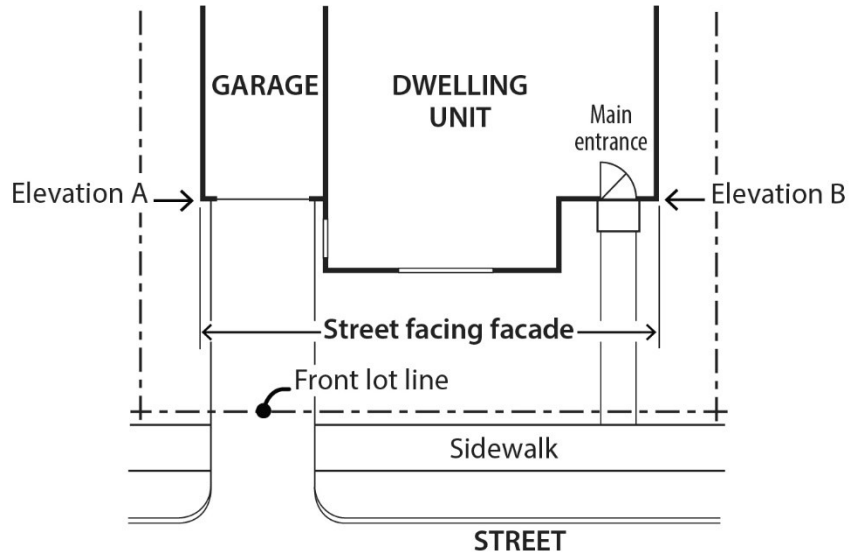 GARAGE
DWELLING
UNIT
Main
entrance
Elevation A
Elevation B
Street facing facade
Front lot line
Sidewalk
STREET